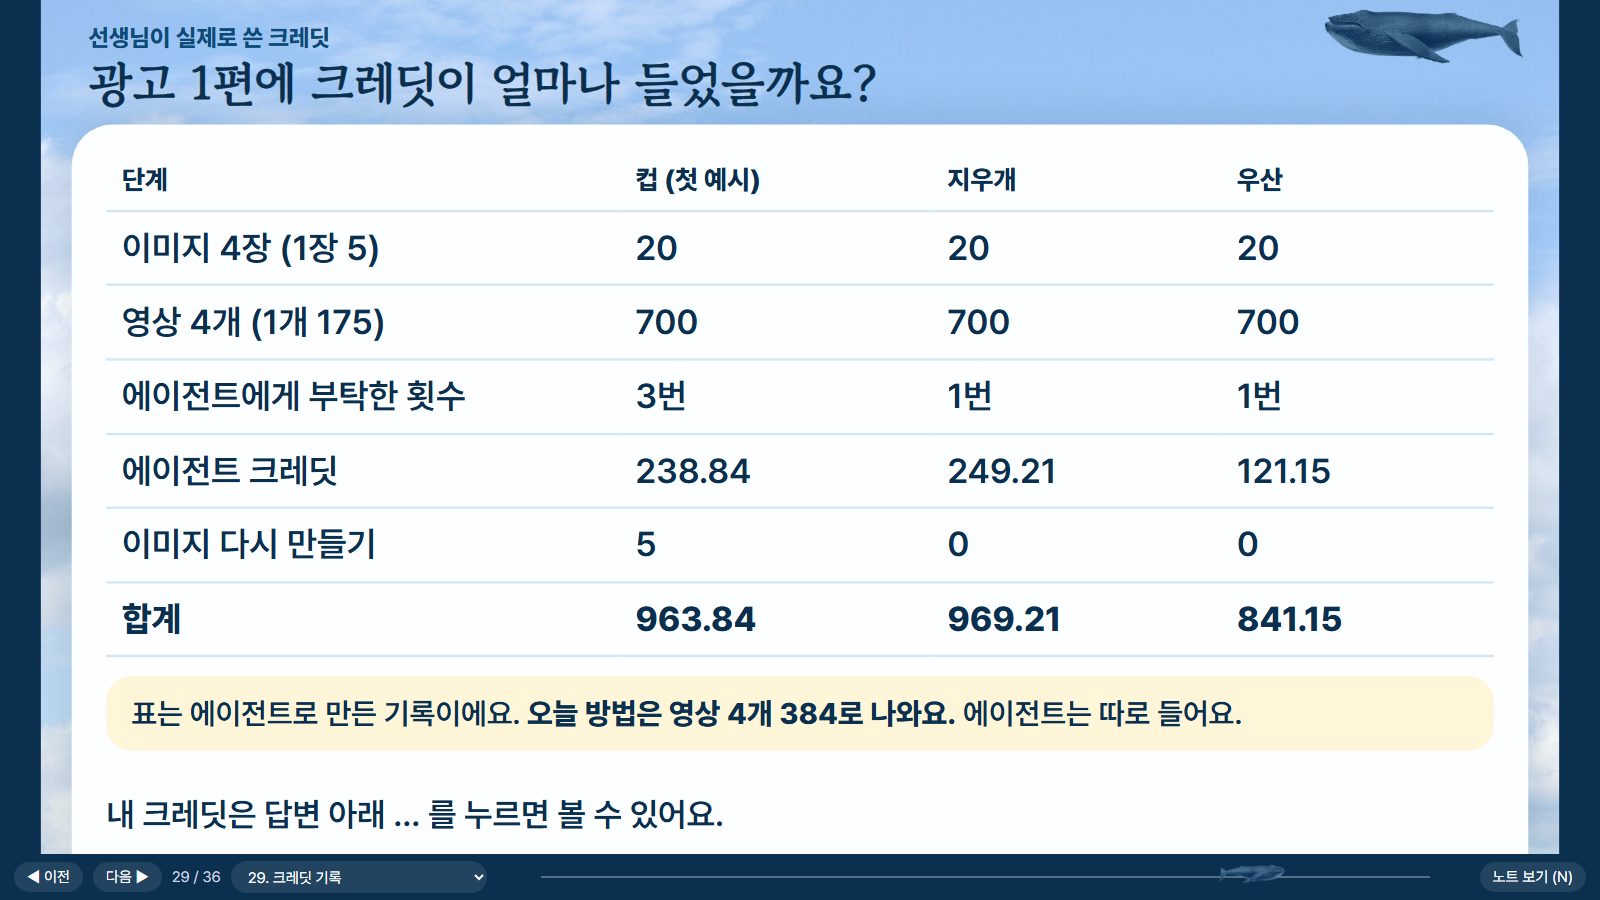 선생님이 실제로 쓴 크레딧
광고 1편에 크레딧이 얼마나 들었을까요?
단계 컵 (첫 예시) 지우개 우산
이미지 4장 (1장 5) 20 20 20
영상 4개 (1개 175) 700 700 700
에이전트에게 부탁한 횟수 3번 1번 1번
에이전트 크레딧 238.84 249.21 121.15
이미지 다시 만들기 5 0 0
합계 963.84 969.21 841.15
표는 에이전트로 만든 기록이에요. 오늘 방법은 영상 4개 384로 나와요. 에이전트는 따로 들어요.
내 크레딧은 답변 아래 ... 를 누르면 볼 수 있어요.
◀ 이전 다음 ▶ 29 / 36 29. 크레딧 기록 노트 보기 (N)